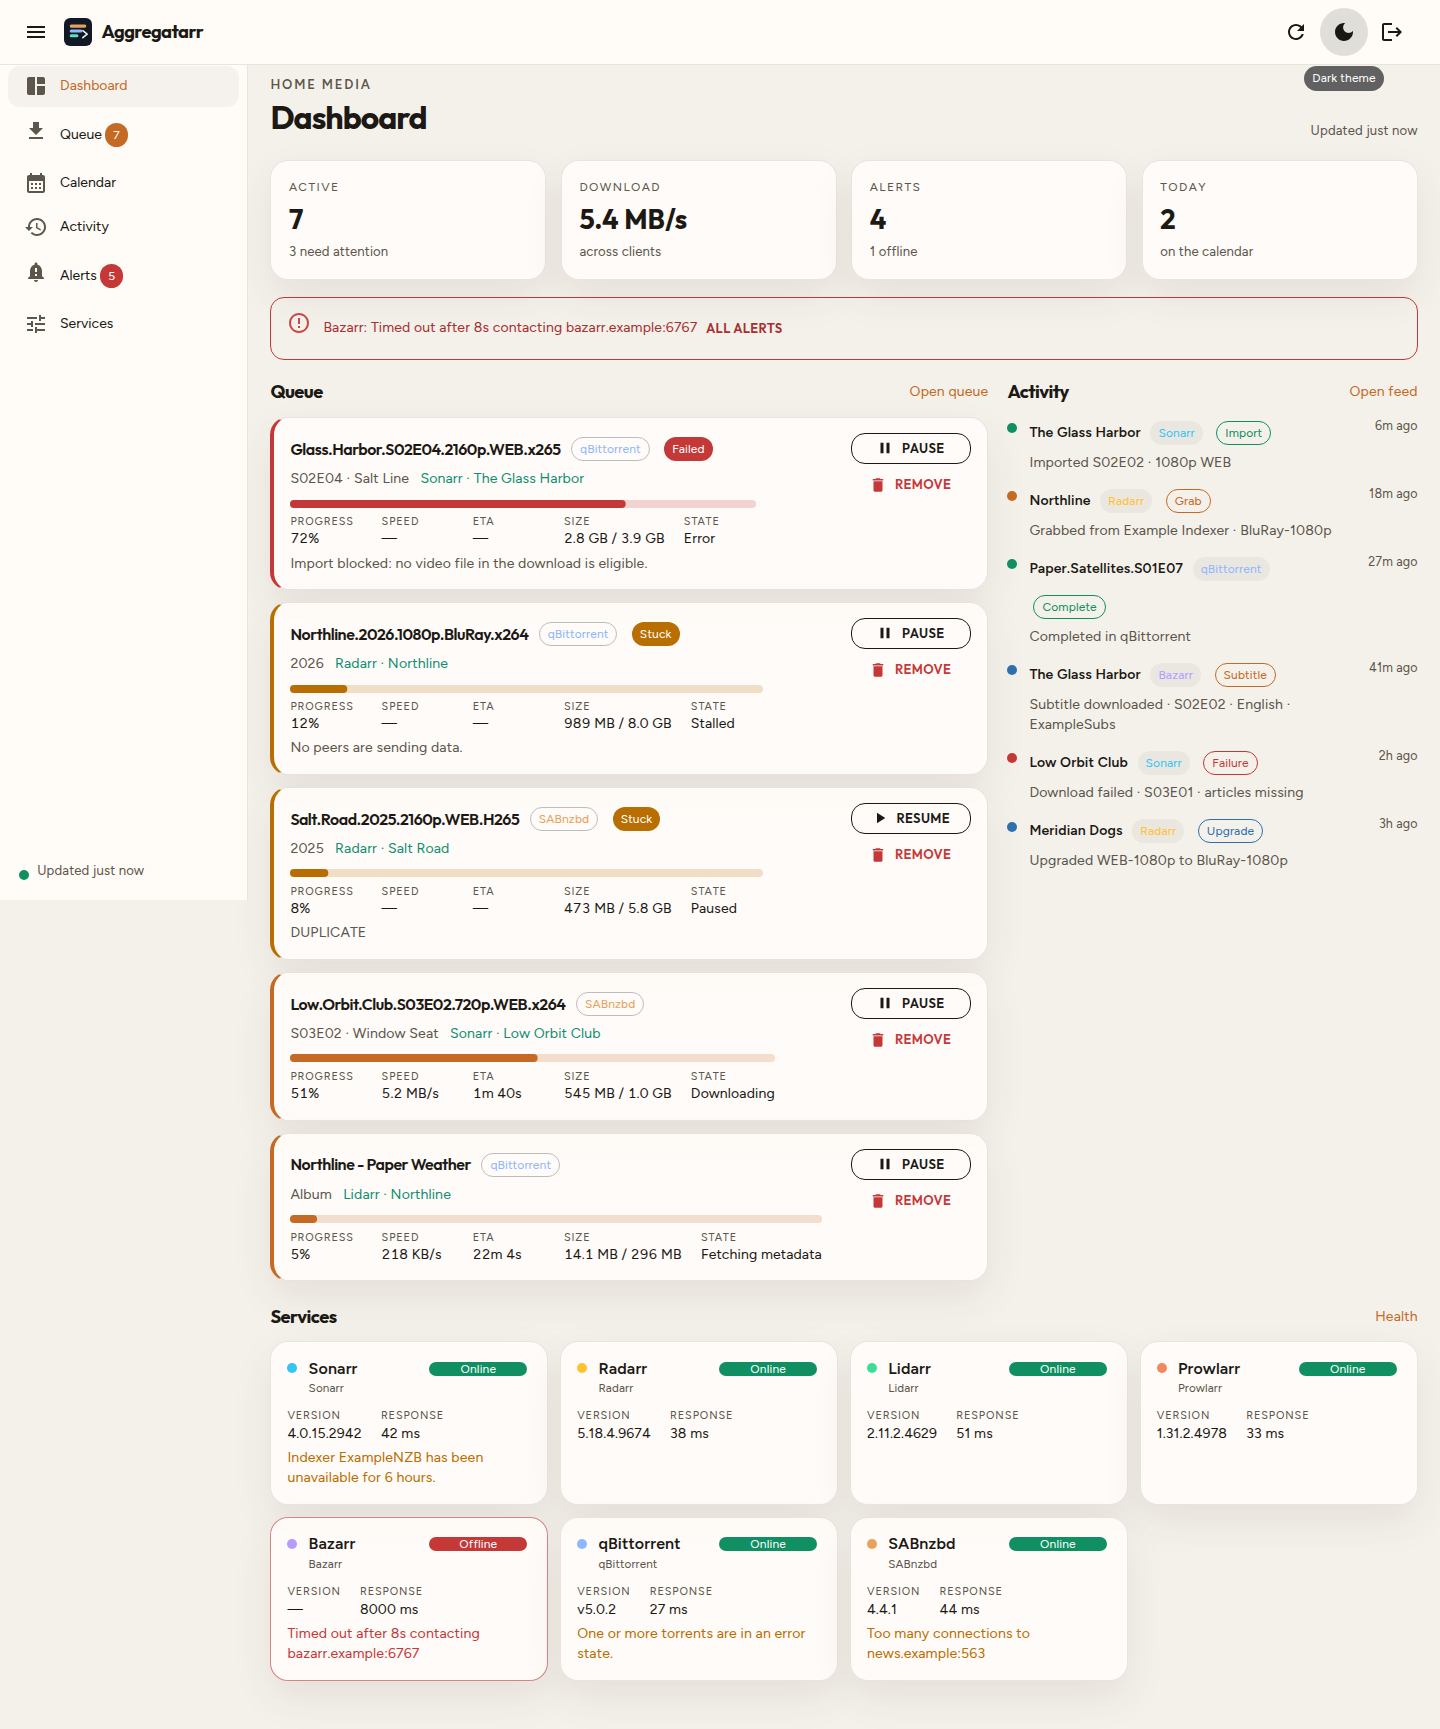 Aggregatarr
Dark theme
Dashboard
Queue 7
Calendar
Activity
Alerts 5
Services
Updated just now
HOME MEDIA
Dashboard
Updated just now
ACTIVE
7
3 need attention
DOWNLOAD
5.4 MB/s
across clients
ALERTS
4
1 offline
TODAY
2
on the calendar
Bazarr: Timed out after 8s contacting bazarr.example:6767 ALL ALERTS
Queue
Open queue
Glass.Harbor.S02E04.2160p.WEB.x265 qBittorrent Failed
PAUSE
S02E04 · Salt Line Sonarr · The Glass Harbor
REMOVE
PROGRESS SPEED ETA SIZE STATE
72% — — 2.8 GB / 3.9 GB Error
Import blocked: no video file in the download is eligible.
Northline.2026.1080p.BluRay.x264 qBittorrent Stuck
PAUSE
2026 Radarr · Northline
REMOVE
PROGRESS SPEED ETA SIZE STATE
12% — — 989 MB / 8.0 GB Stalled
No peers are sending data.
Salt.Road.2025.2160p.WEB.H265 SABnzbd Stuck
RESUME
2025 Radarr · Salt Road
REMOVE
PROGRESS SPEED ETA SIZE STATE
8% — — 473 MB / 5.8 GB Paused
DUPLICATE
Low.Orbit.Club.S03E02.720p.WEB.x264 SABnzbd
PAUSE
S03E02 · Window Seat Sonarr · Low Orbit Club
REMOVE
PROGRESS SPEED ETA SIZE STATE
51% 5.2 MB/s 1m 40s 545 MB / 1.0 GB Downloading
Northline - Paper Weather qBittorrent
PAUSE
Album Lidarr · Northline
REMOVE
PROGRESS SPEED ETA SIZE STATE
5% 218 KB/s 22m 4s 14.1 MB / 296 MB Fetching metadata
Activity
Open feed
The Glass Harbor Sonarr Import 6m ago
Imported S02E02 · 1080p WEB
Northline Radarr Grab 18m ago
Grabbed from Example Indexer · BluRay-1080p
Paper.Satellites.S01E07 qBittorrent 27m ago
Complete
Completed in qBittorrent
The Glass Harbor Bazarr Subtitle 41m ago
Subtitle downloaded · S02E02 · English ·
ExampleSubs
Low Orbit Club Sonarr Failure 2h ago
Download failed · S03E01 · articles missing
Meridian Dogs Radarr Upgrade 3h ago
Upgraded WEB-1080p to BluRay-1080p
Services
Health
Sonarr Online
Sonarr
VERSION RESPONSE
4.0.15.2942 42 ms
Indexer ExampleNZB has been
unavailable for 6 hours.
Radarr Online
Radarr
VERSION RESPONSE
5.18.4.9674 38 ms
Lidarr Online
Lidarr
VERSION RESPONSE
2.11.2.4629 51 ms
Prowlarr Online
Prowlarr
VERSION RESPONSE
1.31.2.4978 33 ms
Bazarr Offline
Bazarr
VERSION RESPONSE
— 8000 ms
Timed out after 8s contacting
bazarr.example:6767
qBittorrent Online
qBittorrent
VERSION RESPONSE
v5.0.2 27 ms
One or more torrents are in an error
state.
SABnzbd Online
SABnzbd
VERSION RESPONSE
4.4.1 44 ms
Too many connections to
news.example:563